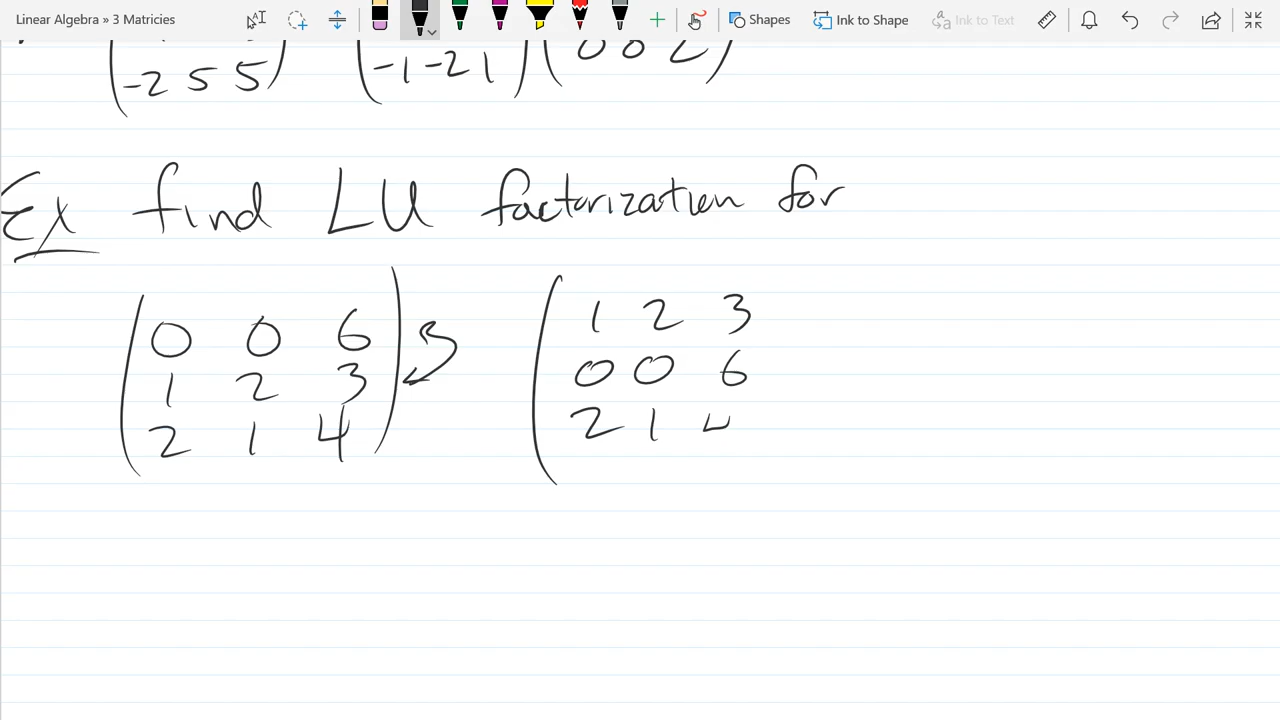 Linear Algebra » 3 Matricies
Shapes
Ink to Shape
Ink to Text
0 0 2
-2 5 5
-1 -2 1
Ex find LU factorization for
0 0 6
1 2 3
2 1 4
1 2 3
0 0 6
2 1